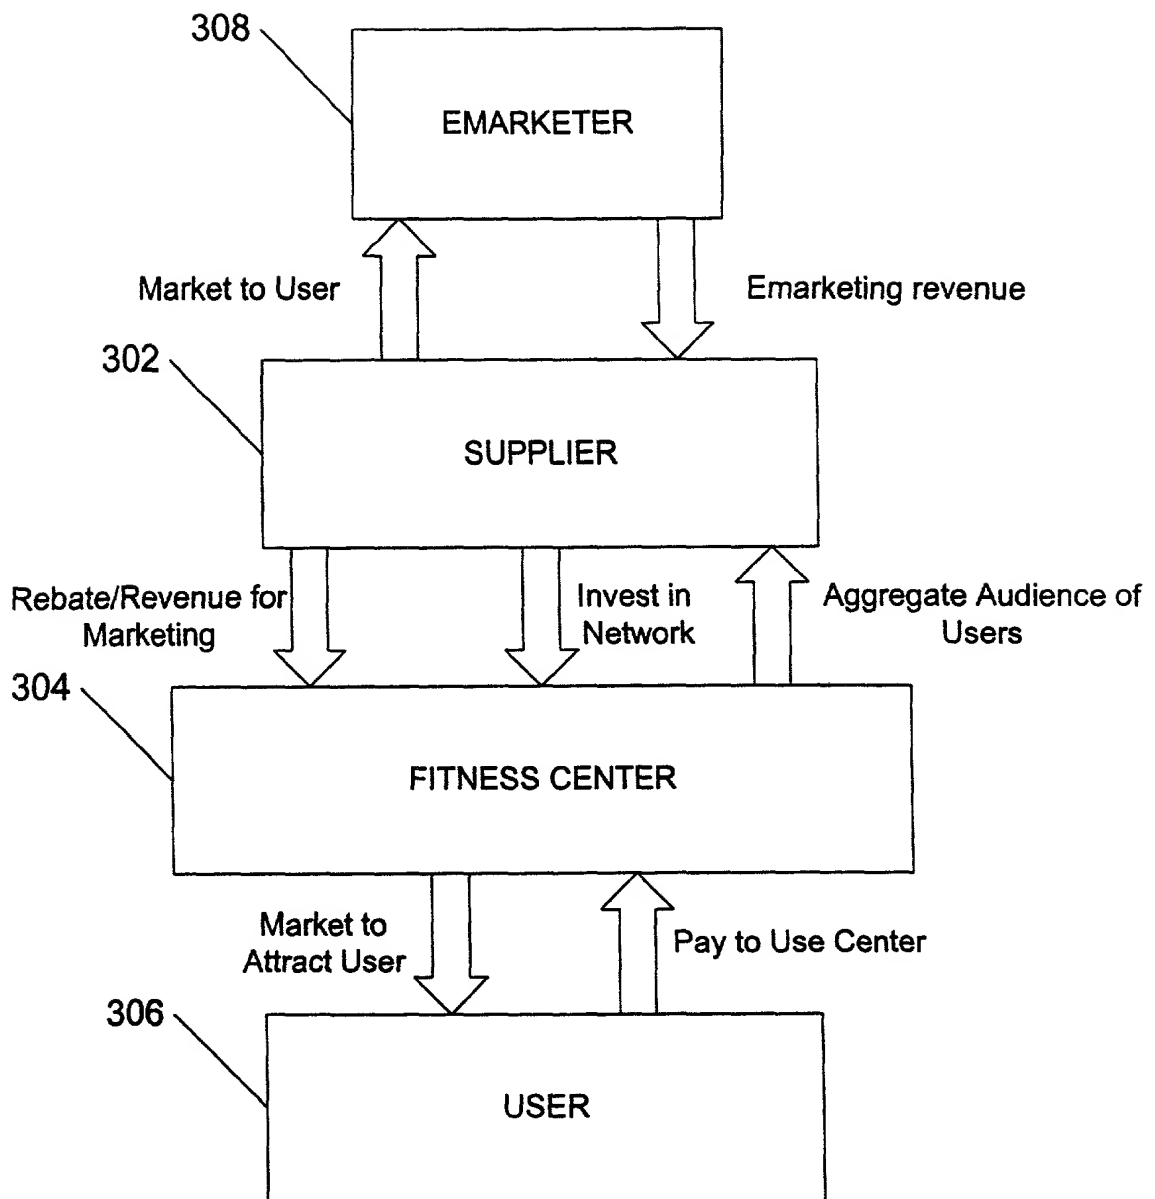 308
EMARKETER
Market to User
Emarketing revenue
302
SUPPLIER
Rebate/Revenue for
Marketing
Invest in
Network
Aggregate Audience of
Users
304
FITNESS CENTER
Market to
Attract User
Pay to Use Center
306
USER